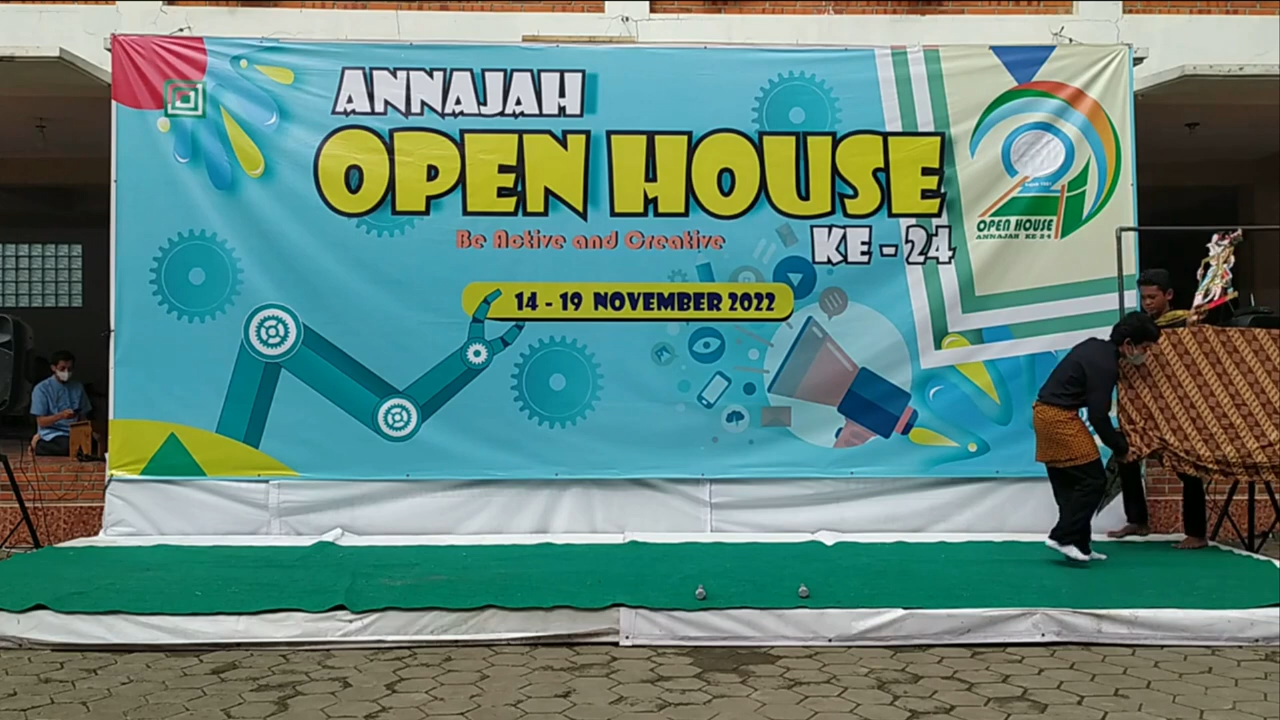 ANNAJAH
OPEN HOUSE
KE - 24
Be Active and Creative
14 - 19 NOVEMBER 2022
OPEN HOUSE
ANNAJAH KE-24